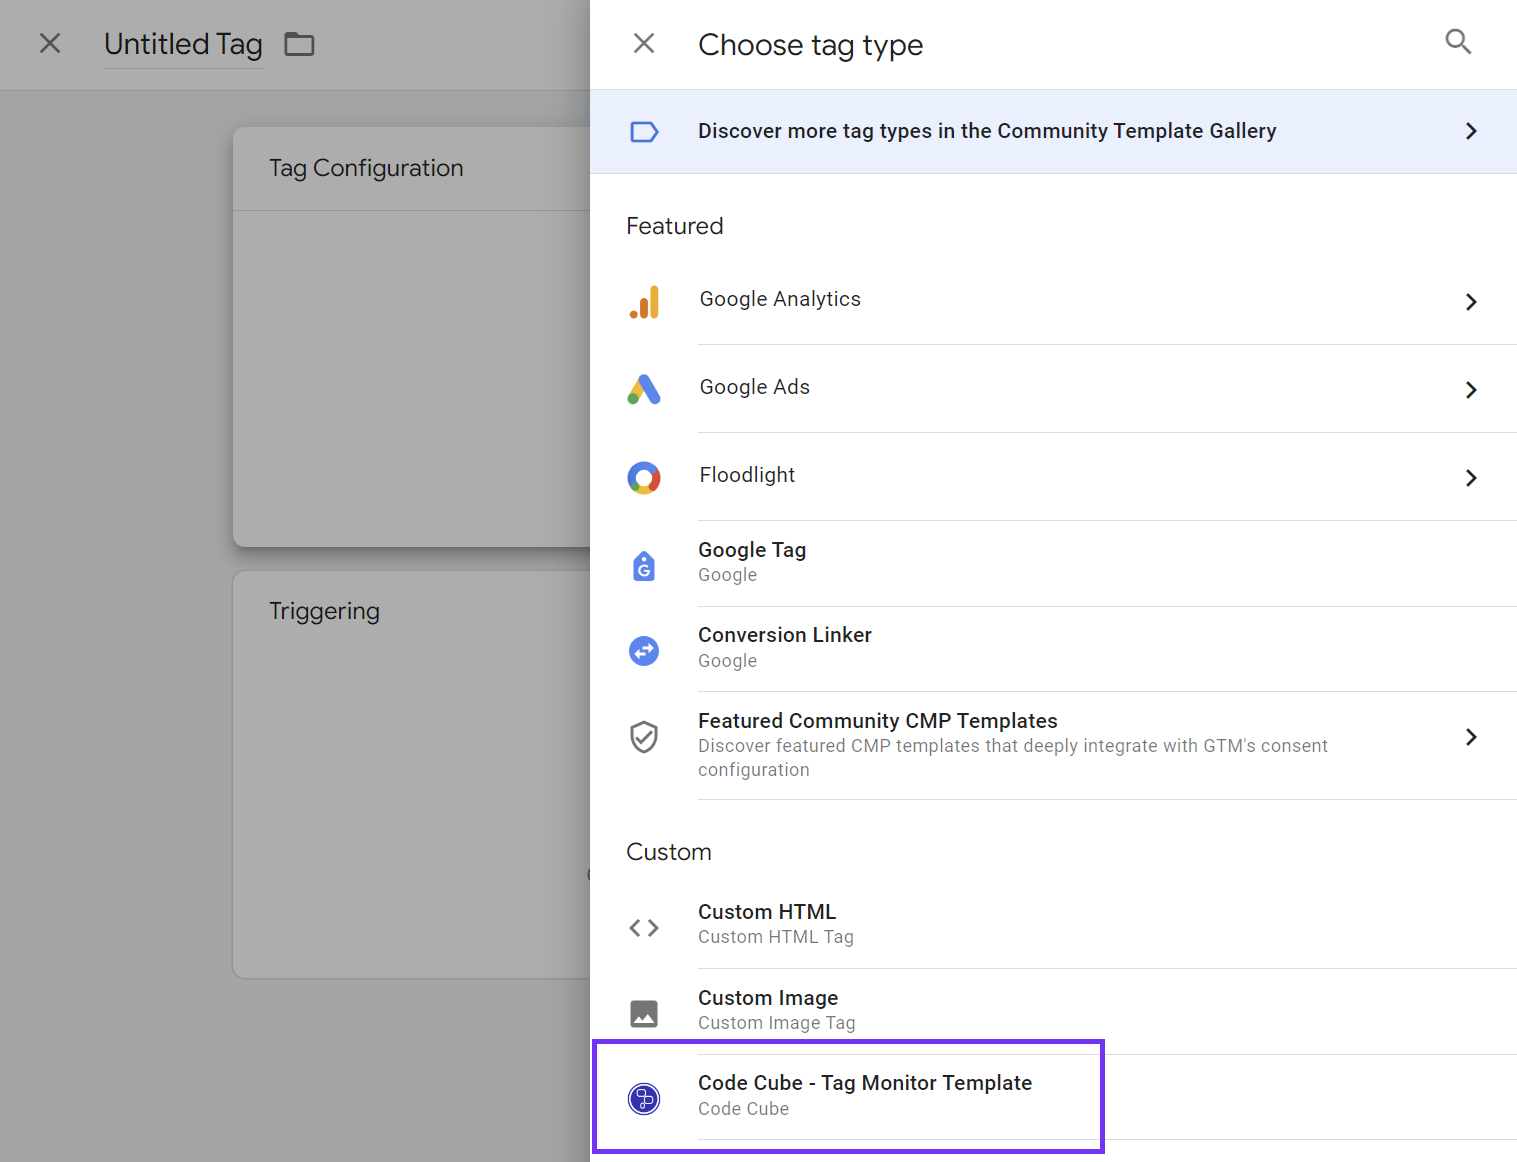 Untitled Tag
Choose tag type
Discover more tag types in the Community Template Gallery
Tag Configuration
Featured
Google Analytics
Google Ads
Floodlight
Google Tag
Google
Triggering
Conversion Linker
Google
Featured Community CMP Templates
Discover featured CMP templates that deeply integrate with GTM's consent
configuration
Custom
Custom HTML
Custom HTML Tag
Custom Image
Custom Image Tag
Code Cube - Tag Monitor Template
Code Cube